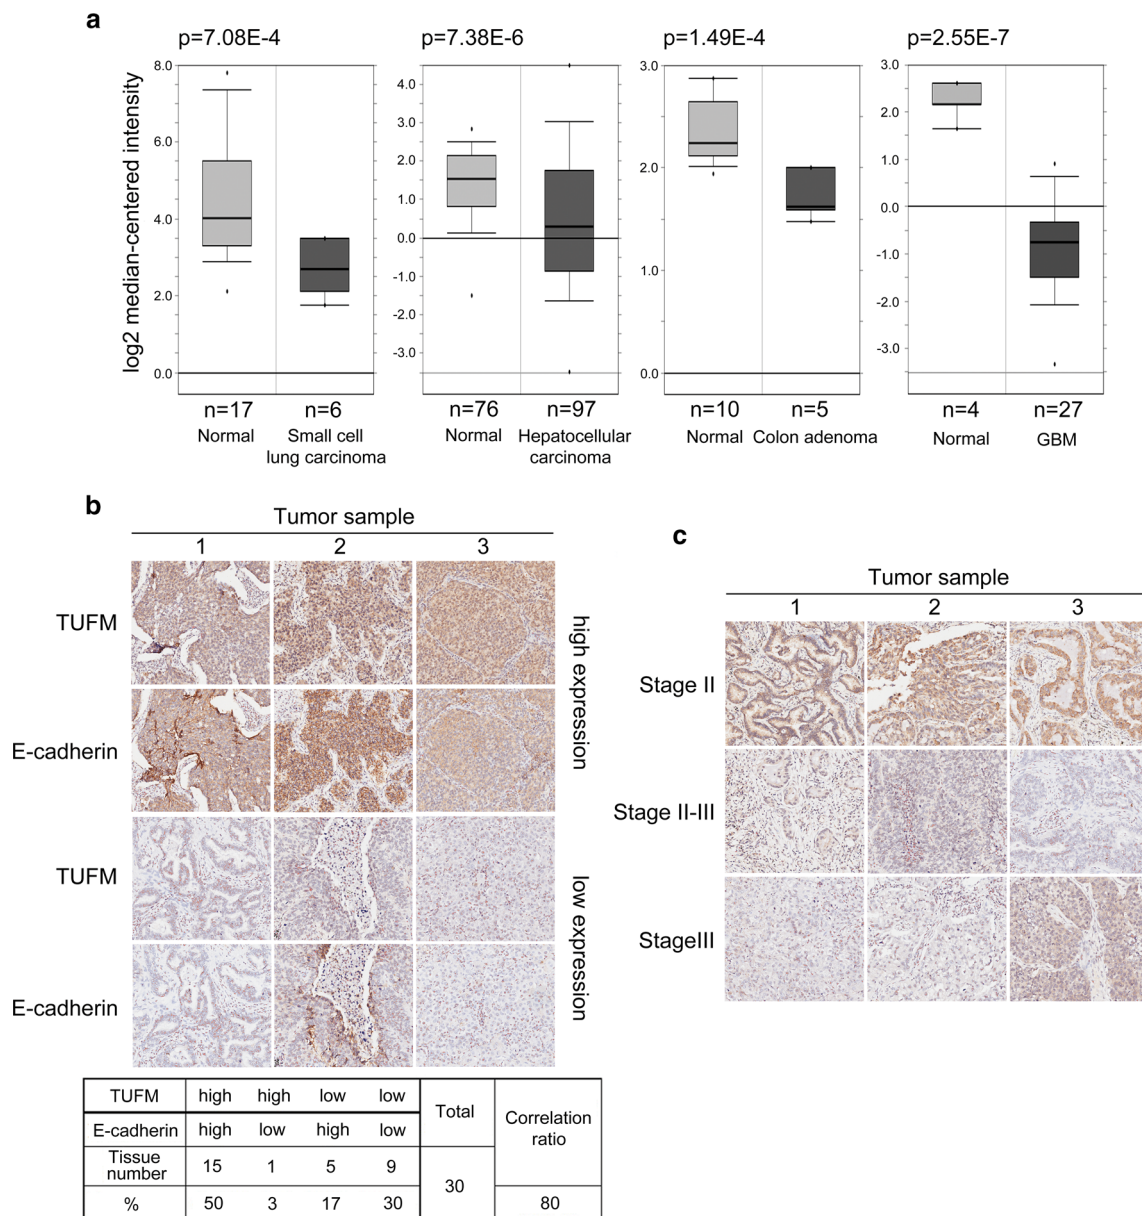 a
p=7.08E-4
p=7.38E-6
p=1.49E-4
p=2.55E-7
log2 median-centered intensity
8.0
6.0
4.0
2.0
0.0
4.0
3.0
2.0
1.0
0.0
-1.0
-2.0
-3.0
3.0
2.0
1.0
0.0
3.0
2.0
1.0
0.0
-1.0
-2.0
-3.0
n=17
n=6
n=76
n=97
n=10
n=5
n=4
n=27
Normal
Small cell
lung carcinoma
Normal
Hepatocellular
carcinoma
Normal
Colon adenoma
Normal
GBM
b
Tumor sample
1 2 3
TUFM
E-cadherin
high expression
TUFM
E-cadherin
low expression
TUFM high high low low Total Correlation ratio
E-cadherin high low high low
Tissue number 15 1 5 9 30
% 50 3 17 30 80
c
Tumor sample
1 2 3
Stage II
Stage II-III
StageIII